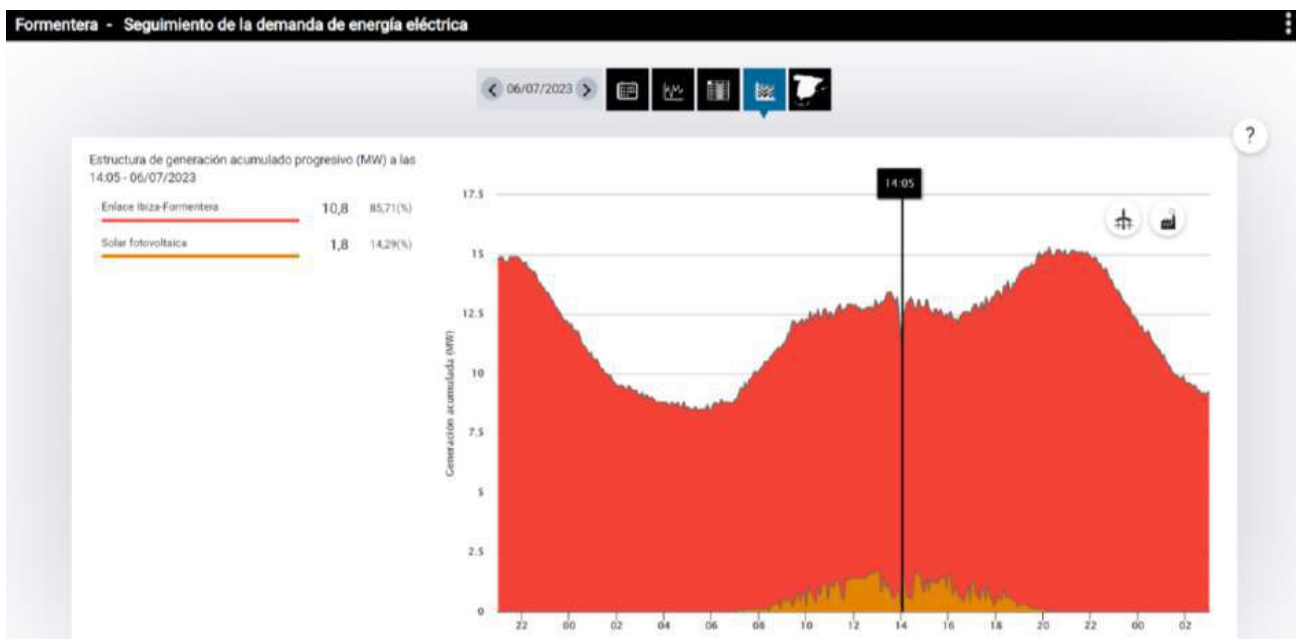 Formentera - Seguimiento de la demanda de energía eléctrica
06/07/2023
?
Estructura de generación acumulado progresivo (MW) a las
14:05 - 06/07/2023
Enlace Ibiza-Formentera 10,8 85,71(%)
Solar fotovoltaica 1,8 14,29(%)
14:05
Generación acumulada (MW)
17.5
15
12.5
10
7.5
5
2.5
0
22 00 02 04 06 08 10 12 14 16 18 20 22 00 02